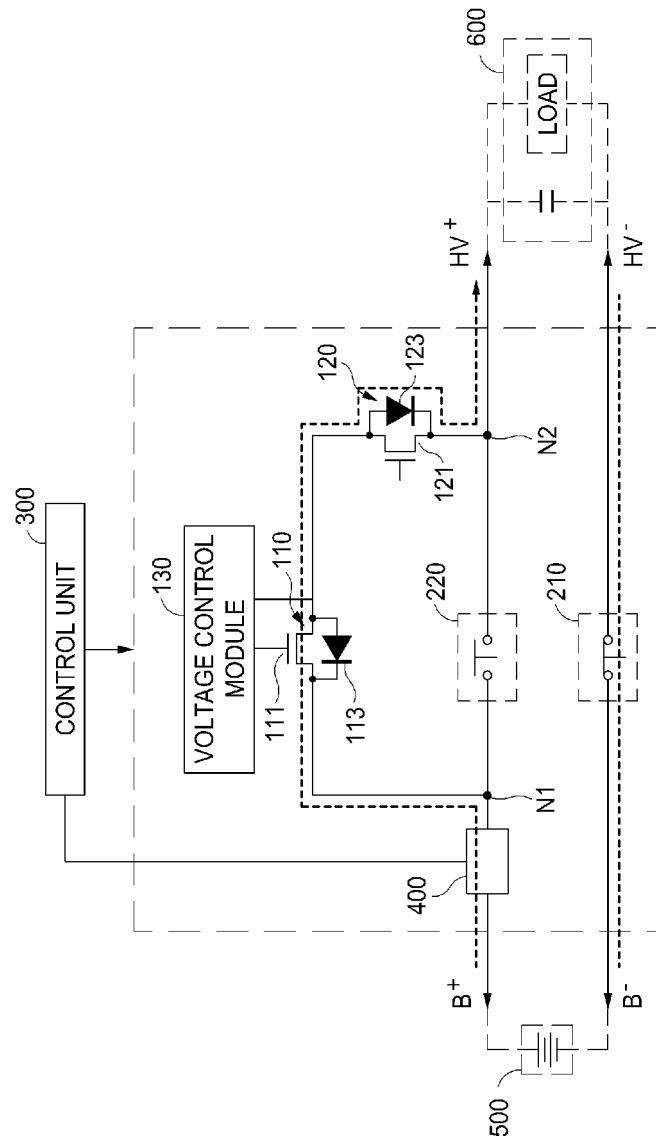 300
CONTROL UNIT
130
VOLTAGE CONTROL
MODULE
110
111
113
120
123
121
600
LOAD
HV+
HV-
N2
220
210
N1
400
B+
B-
500